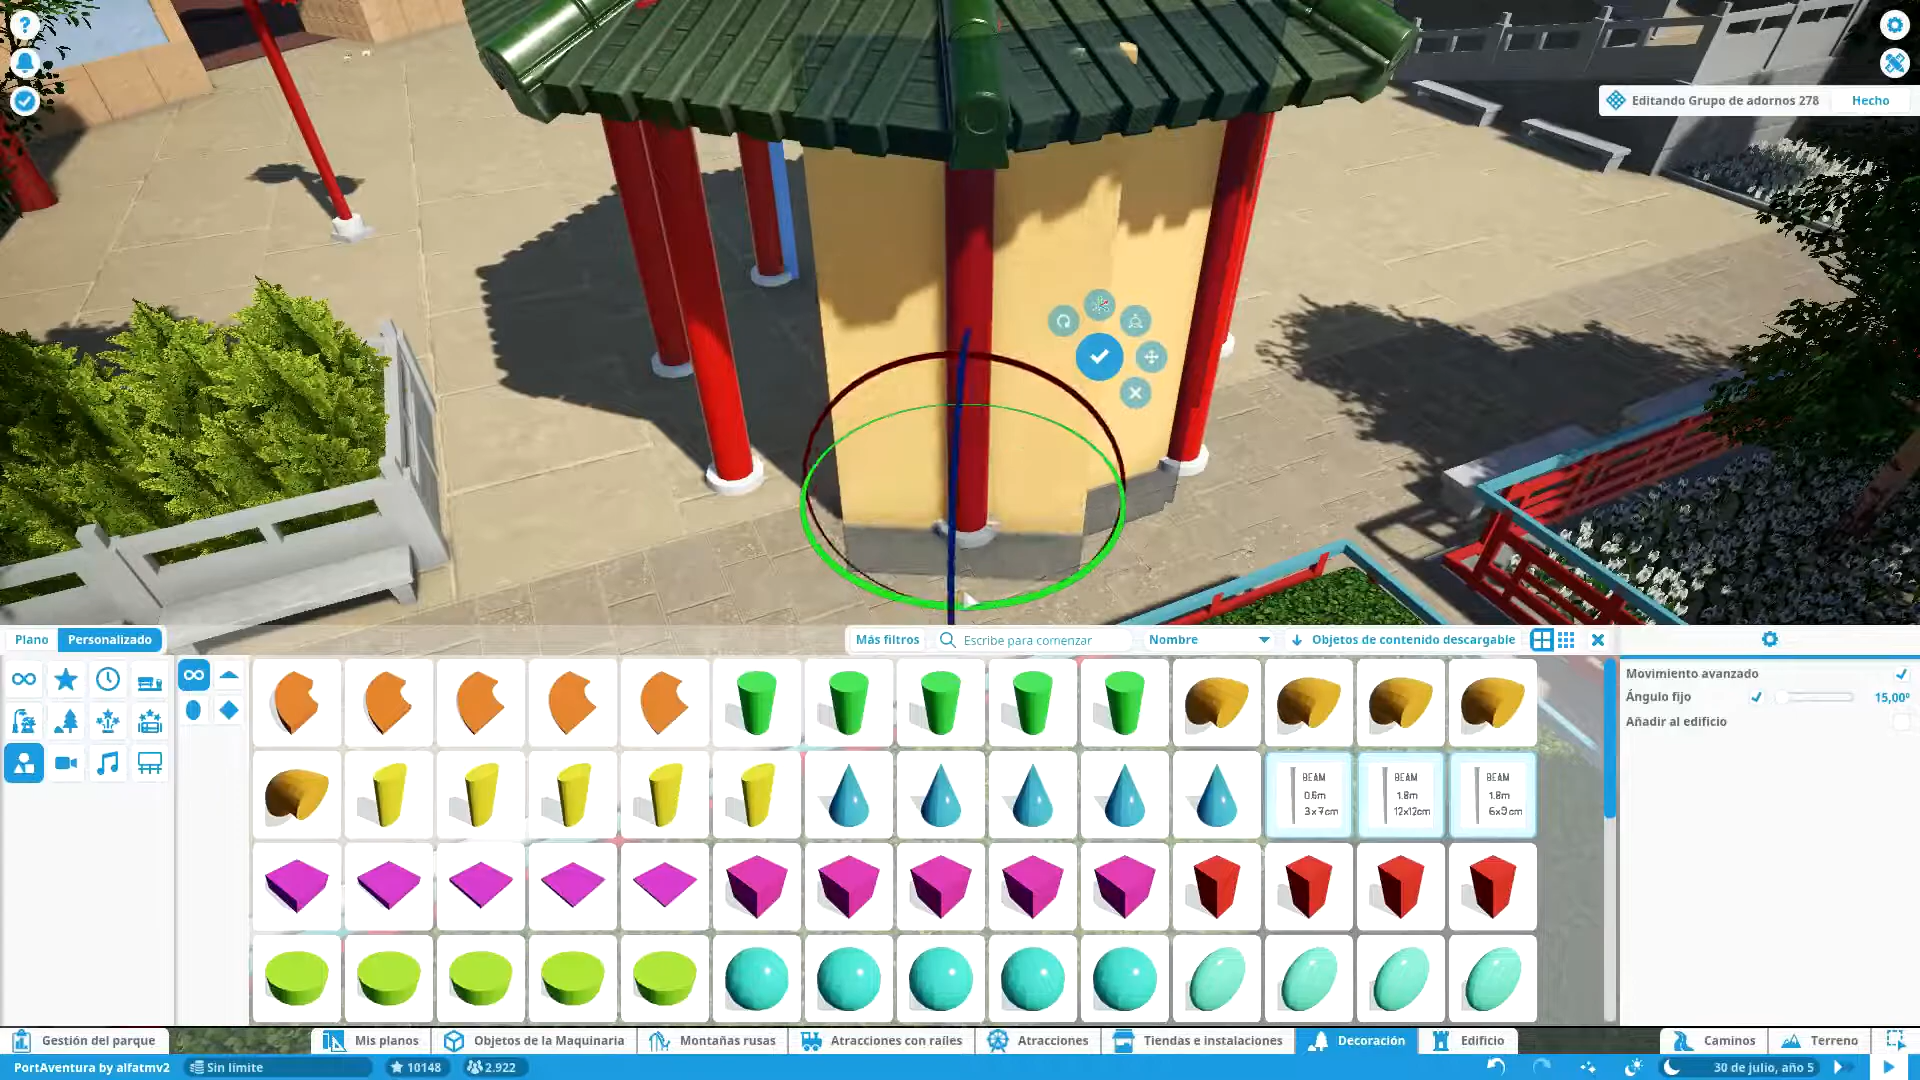 ?
Editando Grupo de adornos 278
Hecho
Plano
Personalizado
Más filtros
Escribe para comenzar
Nombre
Objetos de contenido descargable
Movimiento avanzado
Ángulo fijo
15,00º
Añadir al edificio
BEAM
0.6m
3x7cm
BEAM
1.8m
12x12cm
BEAM
1.8m
6x9cm
Gestión del parque
Mis planos
Objetos de la Maquinaria
Montañas rusas
Atracciones con raíles
Atracciones
Tiendas e instalaciones
Decoración
Edificio
Caminos
Terreno
PortAventura by alfatmv2
Sin límite
10148
2.922
30 de julio, año 5